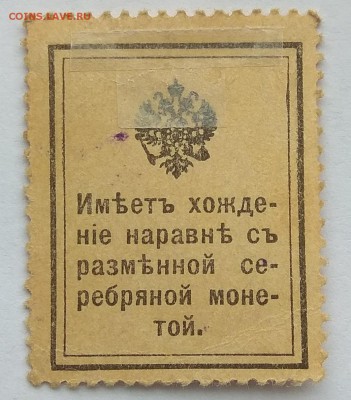 COINS.LAVE.RU
Имѣетъ хожде-
ніе наравнѣ съ
размѣнной се-
ребряной моне-
той.